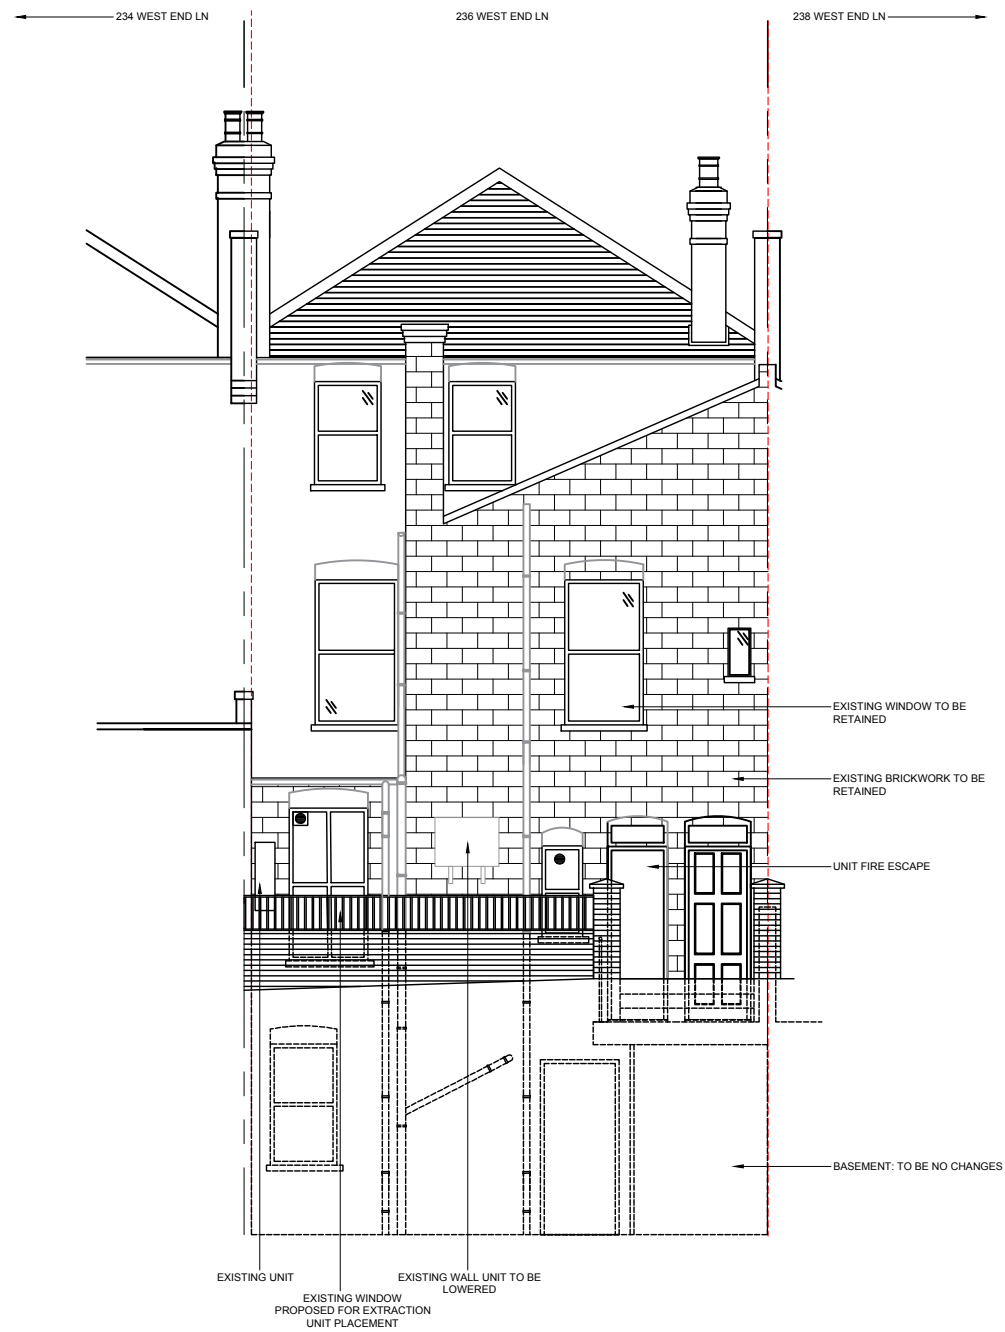 234 WEST END LN
236 WEST END LN
238 WEST END LN
EXISTING WINDOW TO BE
RETAINED
EXISTING BRICKWORK TO BE
RETAINED
UNIT FIRE ESCAPE
BASEMENT: TO BE NO CHANGES
EXISTING UNIT
EXISTING WINDOW
PROPOSED FOR EXTRACTION
UNIT PLACEMENT
EXISTING WALL UNIT TO BE
LOWERED